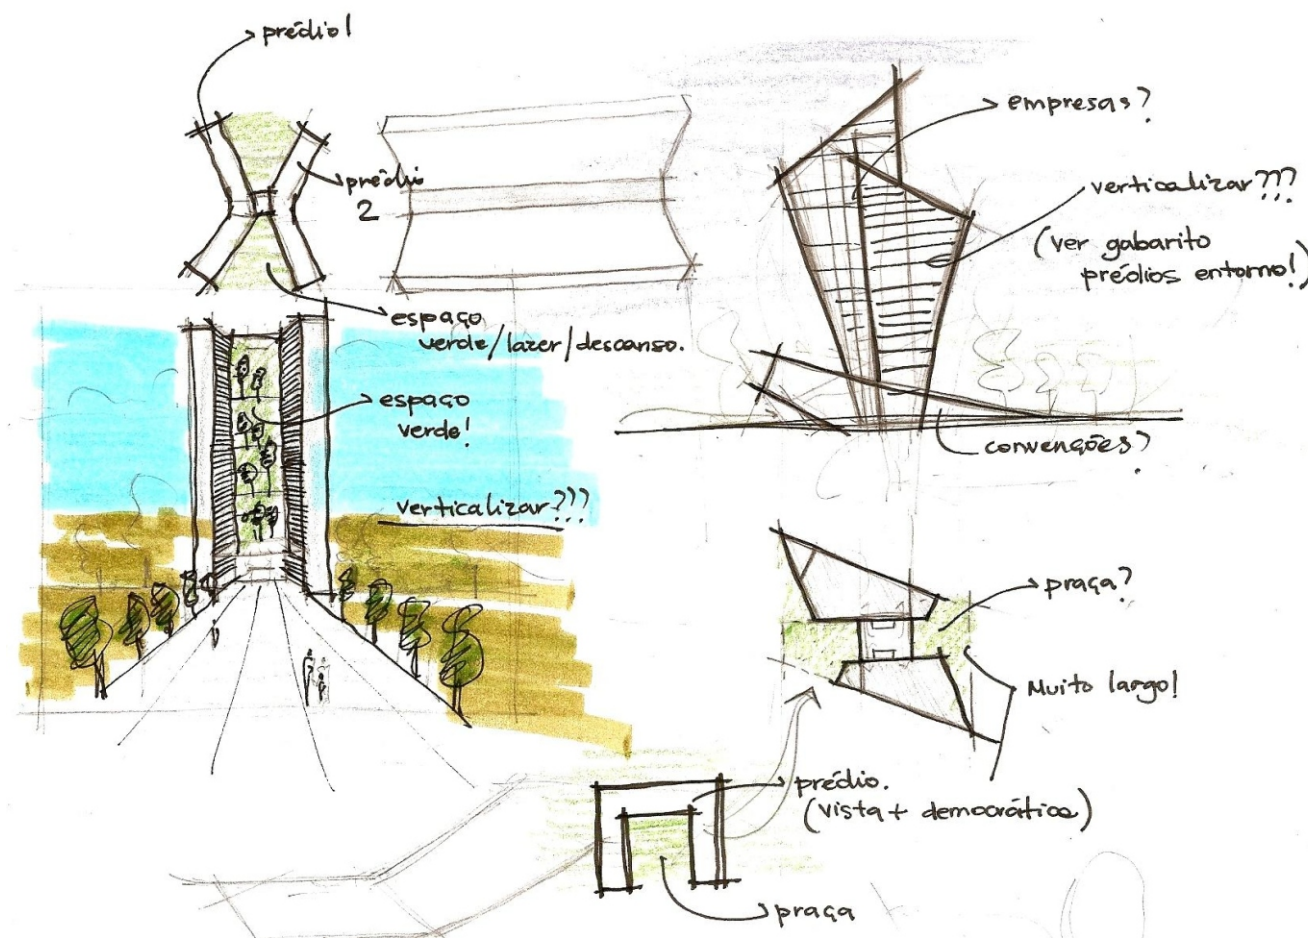 prédio 1
prédio
2
espaço
verde/lazer/descanso.
espaço
verde!
verticalizar???
empresas?
verticalizar???
(ver gabarito
prédios entorno!)
convenções?
praça?
Muito largo!
prédio.
(vista + democrática)
praça